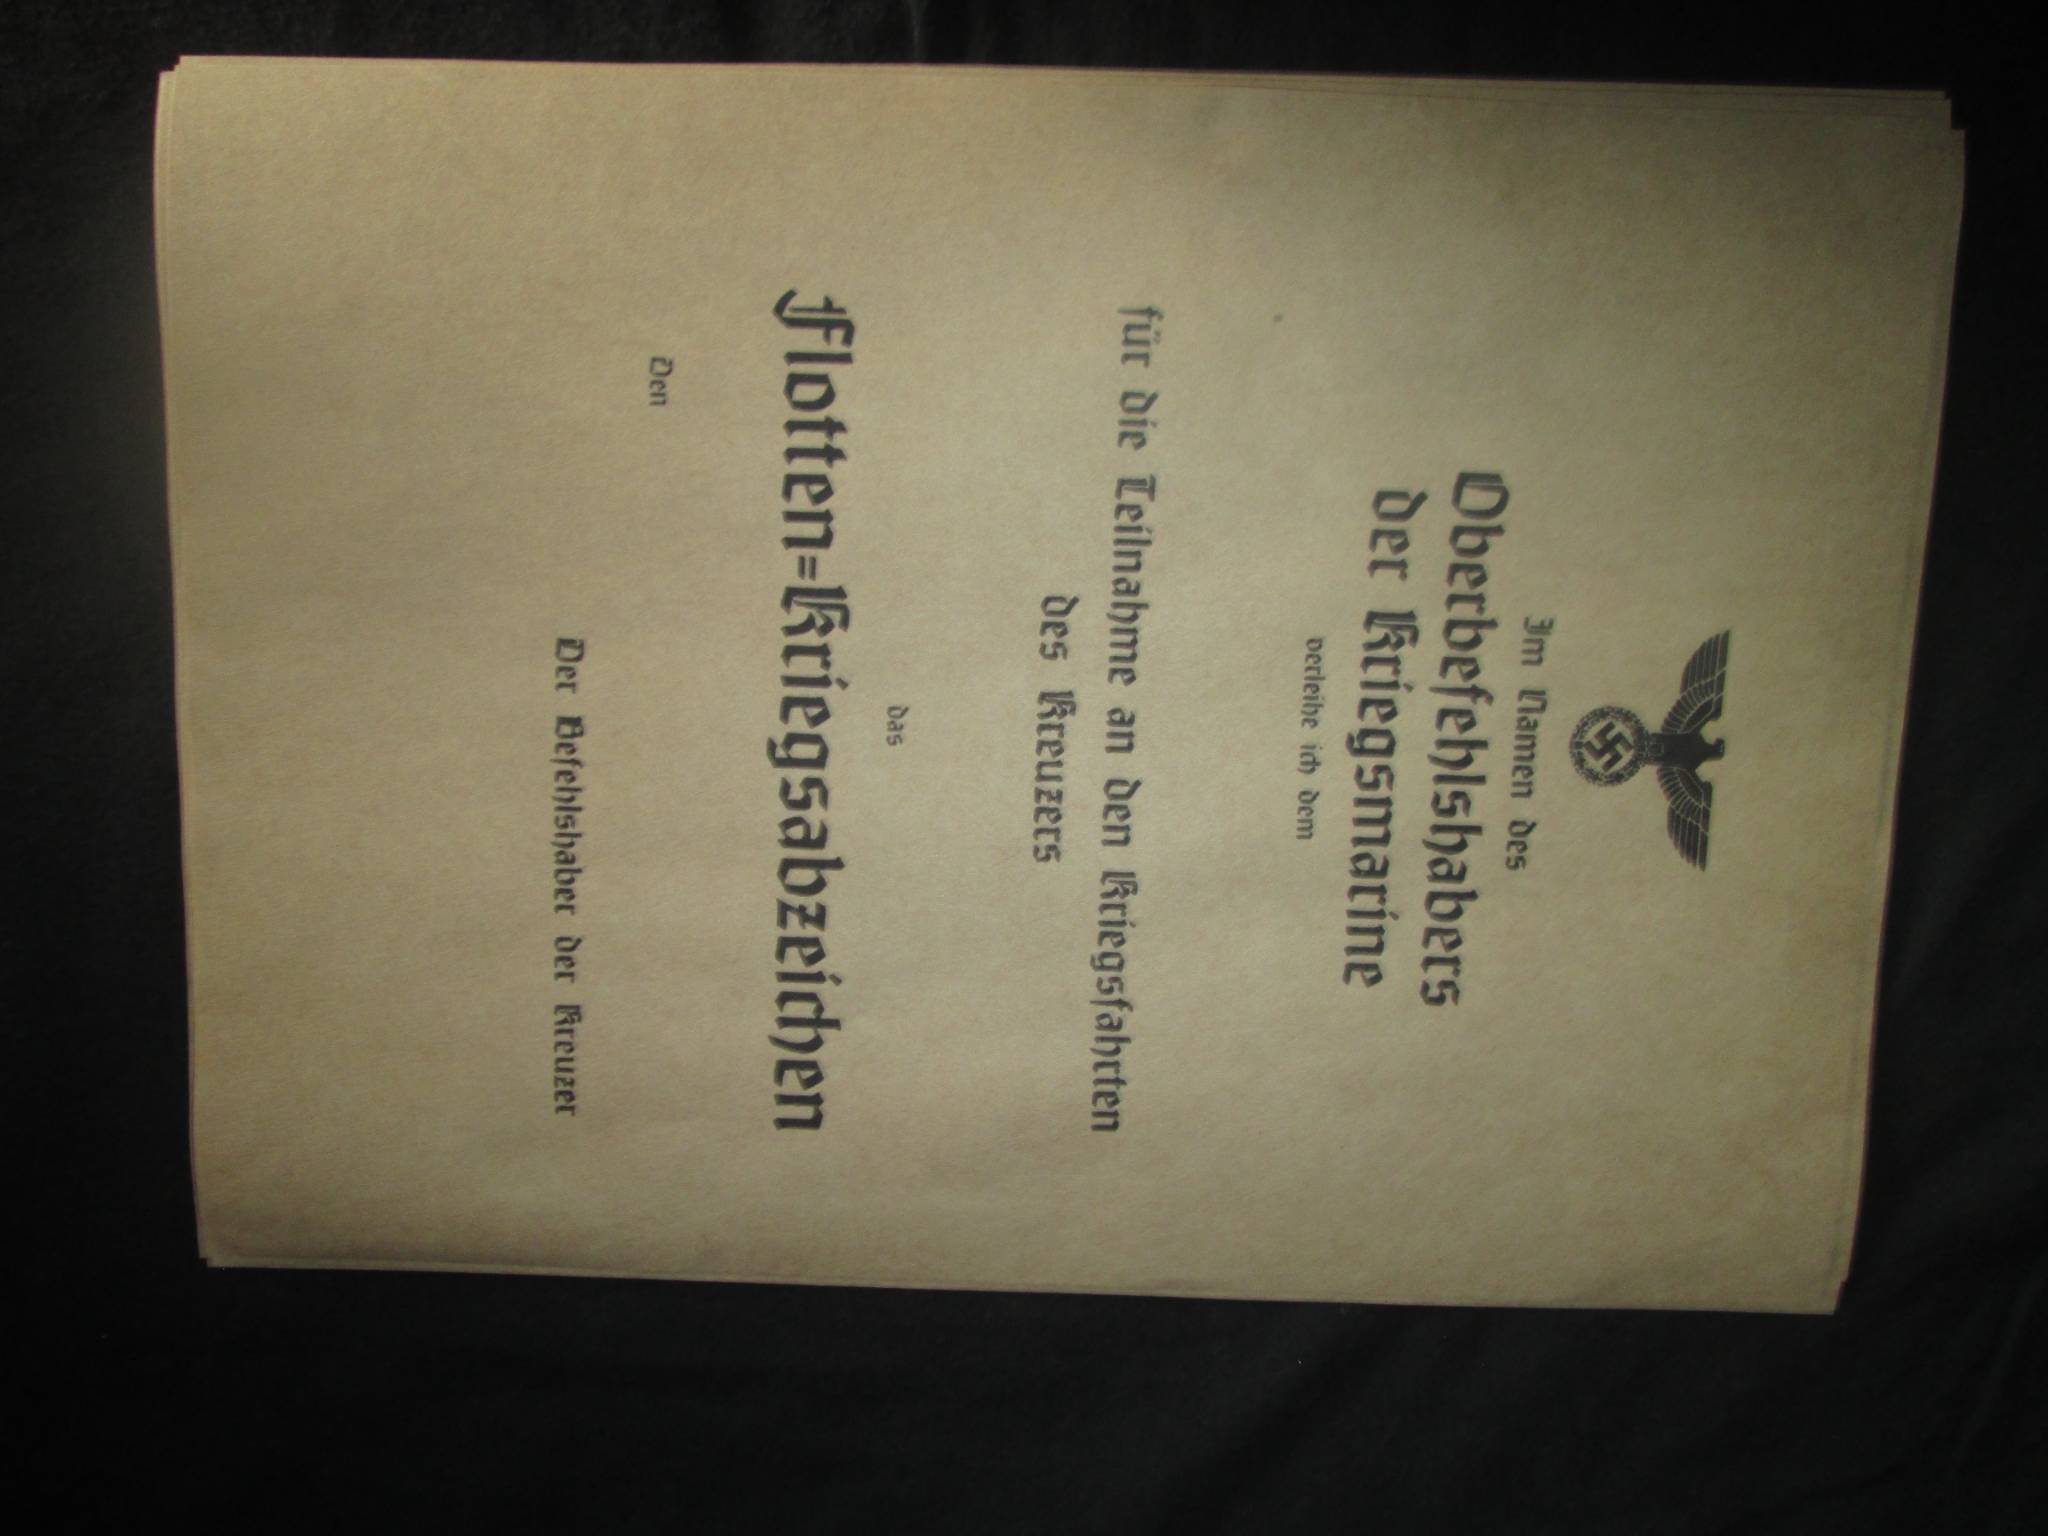 Im Namen des
Oberbefehlshabers
der Kriegsmarine
verleihe ich dem
für die Teilnahme an den Kriegsfahrten
des Kreuzers
das
Flotten=Kriegsabzeichen
Den
Der Befehlshaber der Kreuzer